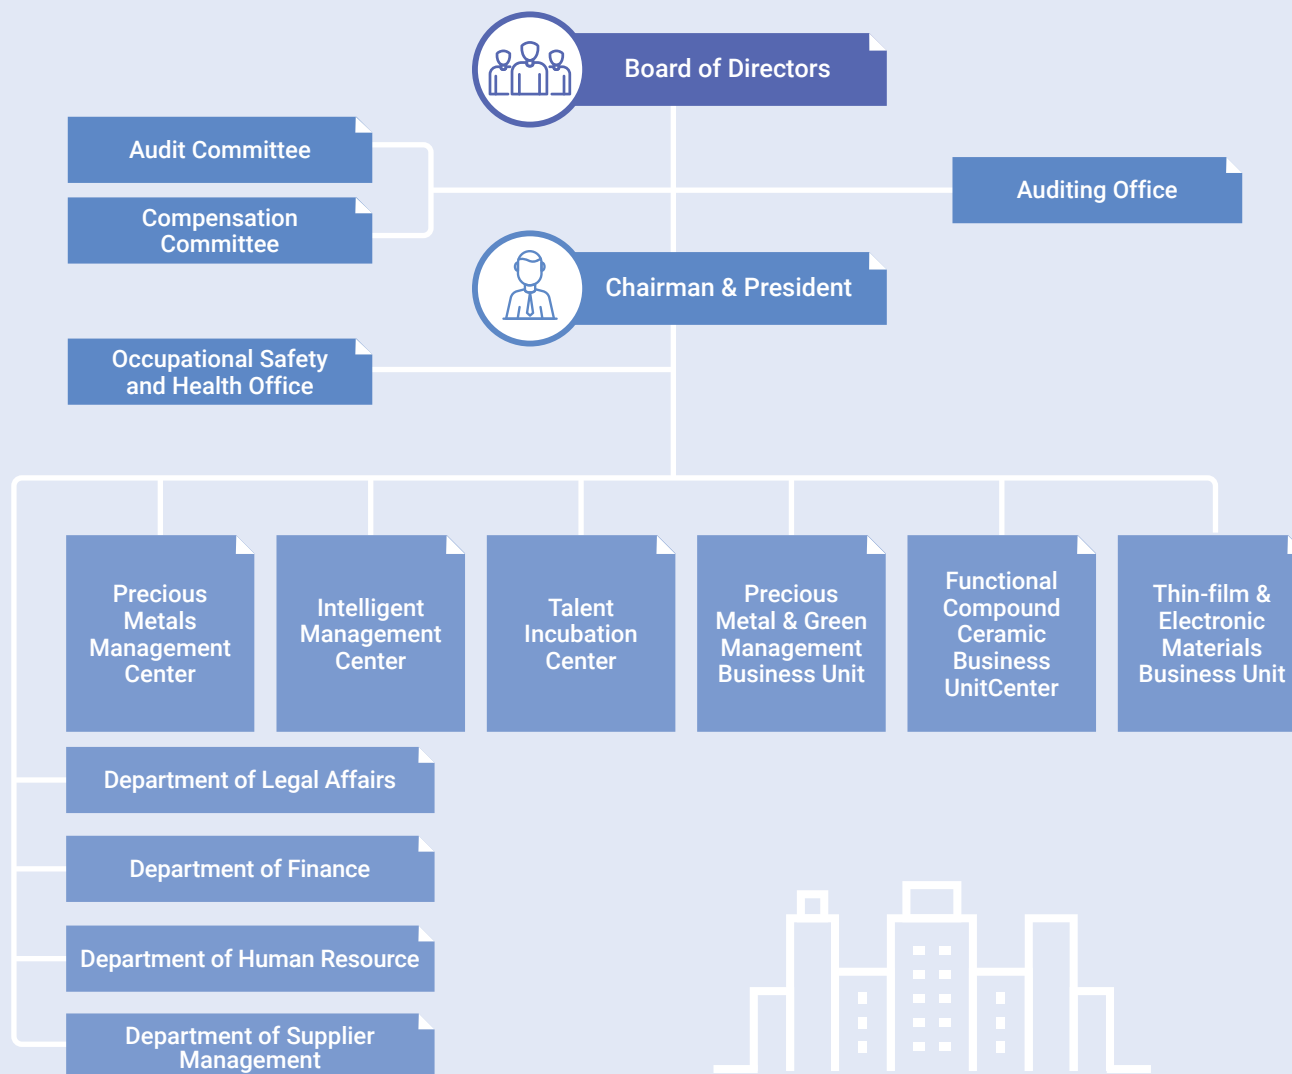 Board of Directors
Audit Committee
Auditing Office
Compensation
Committee
Chairman & President
Occupational Safety
and Health Office
Precious
Metals
Management
Center
Intelligent
Management
Center
Talent
Incubation
Center
Precious
Metal & Green
Management
Business Unit
Functional
Compound
Ceramic
Business
UnitCenter
Thin-film &
Electronic
Materials
Business Unit
Department of Legal Affairs
Department of Finance
Department of Human Resource
Department of Supplier
Management